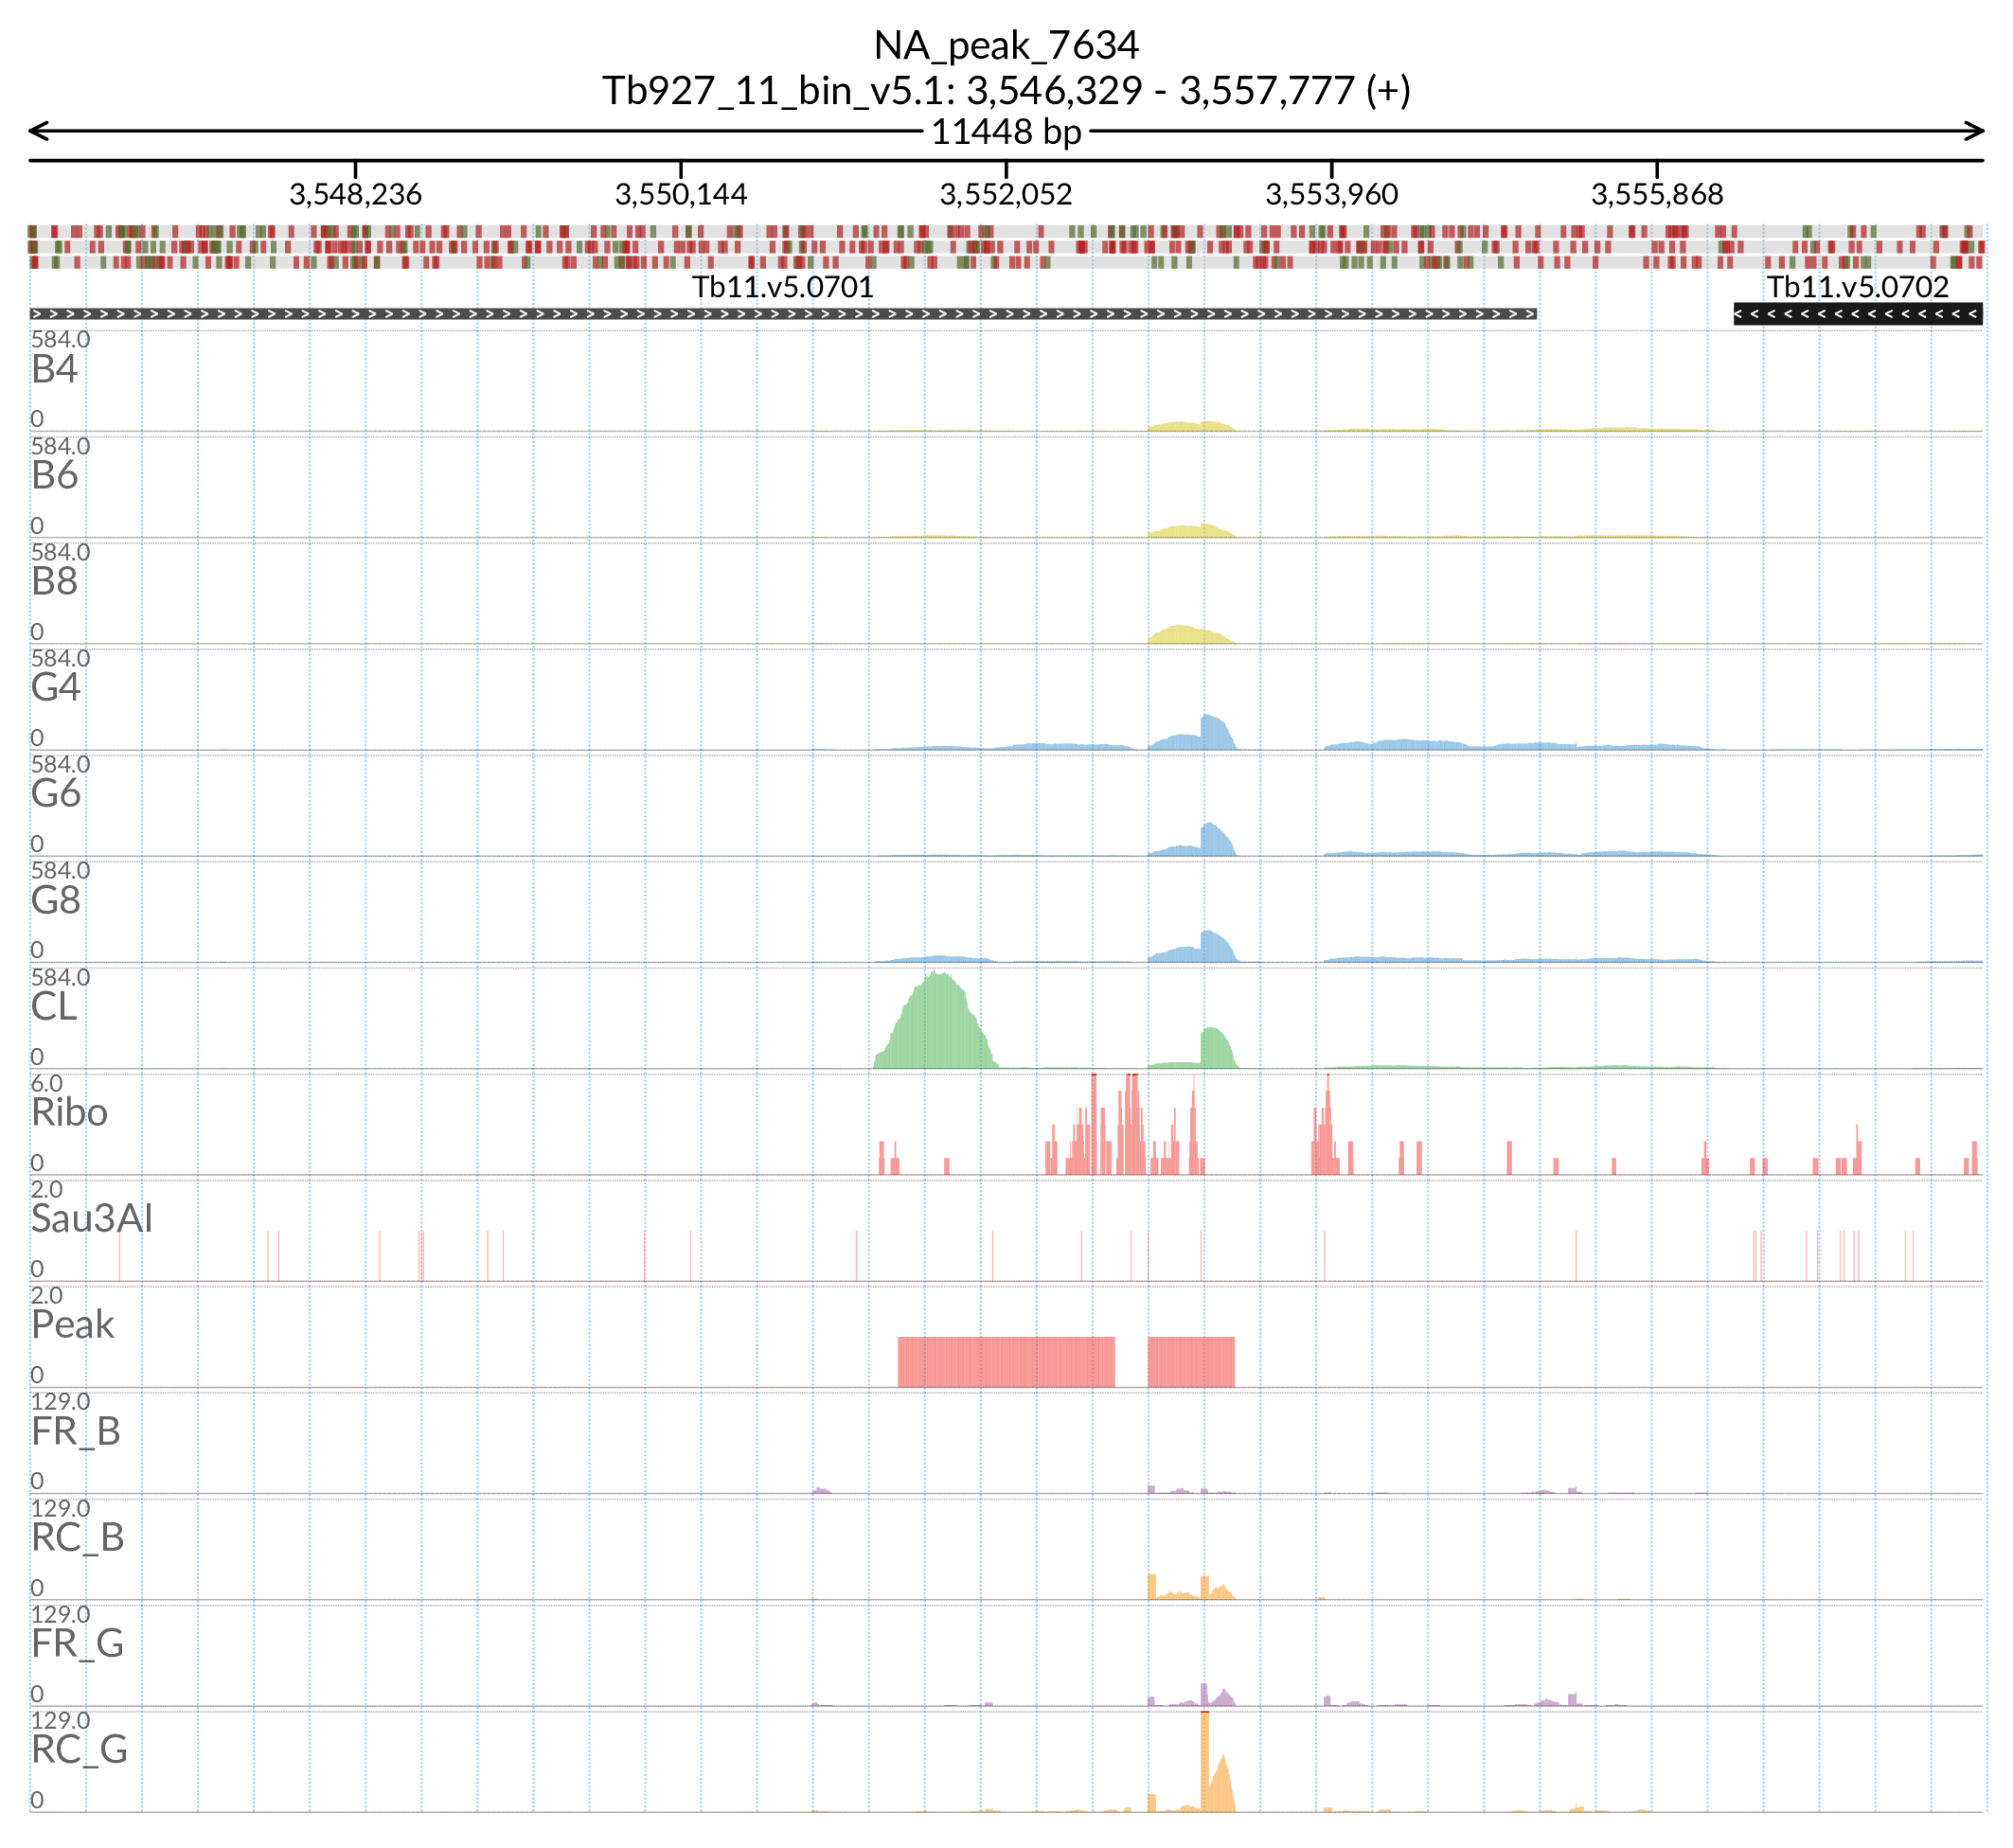 NA_peak_7634
Tb927_11_bin_v5.1: 3,546,329 - 3,557,777 (+)
11448 bp
3,548,236 3,550,144 3,552,052 3,553,960 3,555,868
Tb11.v5.0701 Tb11.v5.0702
584.0
B4
0
584.0
B6
0
584.0
B8
0
584.0
G4
0
584.0
G6
0
584.0
G8
0
584.0
CL
0
6.0
Ribo
0
2.0
Sau3AI
0
2.0
Peak
0
129.0
FR_B
0
129.0
RC_B
0
129.0
FR_G
0
129.0
RC_G
0